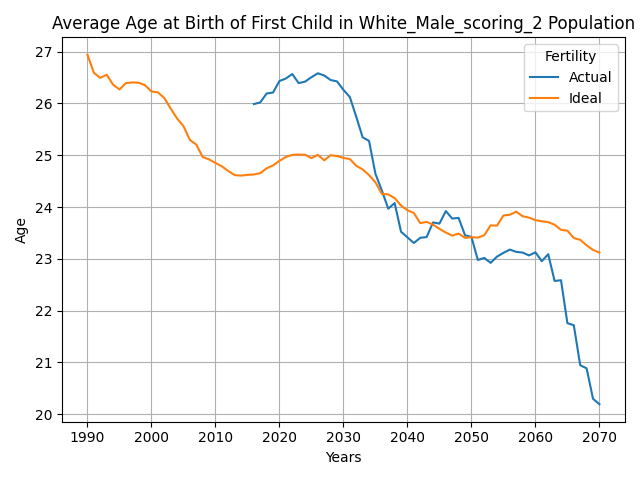 Average Age at Birth of First Child in White_Male_scoring_2 Population
Fertility
Actual
Ideal
Age
27
26
25
24
23
22
21
20
1990 2000 2010 2020 2030 2040 2050 2060 2070
Years